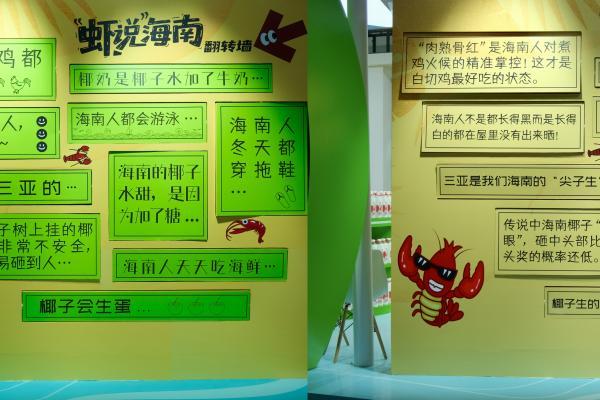 "虾说"海南
翻转墙
鸡都
椰奶是椰子水加了牛奶…
人，
~
海南人都会游泳…
海南人
冬天都
穿拖鞋
…
三亚的…
海南的椰子
水甜，是因
为加了糖…
子树上挂的椰
非常不安全，
易砸到人…
海南人天天吃海鲜…
椰子会生蛋…
"肉熟骨红"是海南人对煮
鸡火候的精准掌控！这才是
白切鸡最好吃的状态。
海南人不是都长得黑而是长得
白的都在屋里没有出来晒！
三亚是我们海南的"尖子生"
传说中海南椰子"
眼"，砸中头部比
头奖的概率还低。
椰子生的